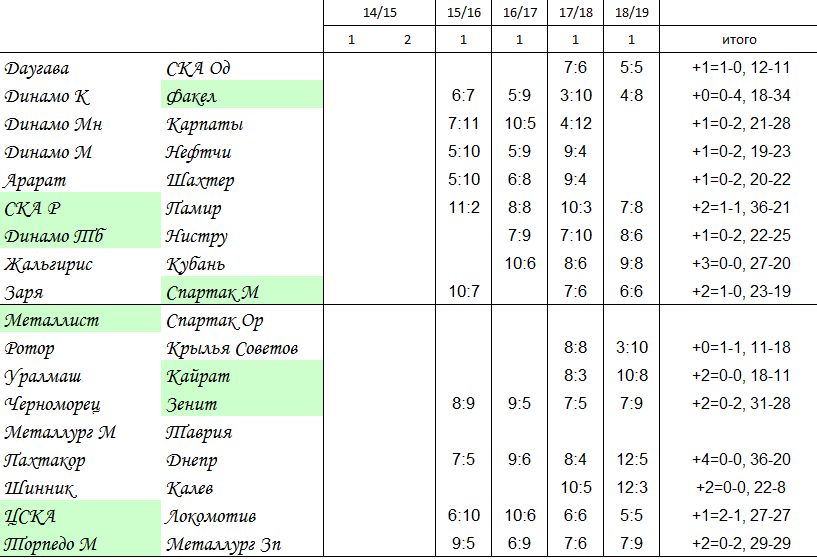 14/15 15/16 16/17 17/18 18/19
1 2 1 1 1 1 итого
Даугава СКА Од 7:6 5:5 +1=1-0, 12-11
Динамо К Факел 6:7 5:9 3:10 4:8 +0=0-4, 18-34
Динамо Мн Карпаты 7:11 10:5 4:12 +1=0-2, 21-28
Динамо М Нефтчи 5:10 5:9 9:4 +1=0-2, 19-23
Арарат Шахтер 5:10 6:8 9:4 +1=0-2, 20-22
СКА Р Памир 11:2 8:8 10:3 7:8 +2=1-1, 36-21
Динамо Тб Нистру 7:9 7:10 8:6 +1=0-2, 22-25
Жальгирис Кубань 10:6 8:6 9:8 +3=0-0, 27-20
Заря Спартак М 10:7 7:6 6:6 +2=1-0, 23-19
Металлист Спартак Ор
Ротор Крылья Советов 8:8 3:10 +0=1-1, 11-18
Уралмаш Кайрат 8:3 10:8 +2=0-0, 18-11
Черноморец Зенит 8:9 9:5 7:5 7:9 +2=0-2, 31-28
Металлург М Таврия
Пахтакор Днепр 7:5 9:6 8:4 12:5 +4=0-0, 36-20
Шинник Калев 10:5 12:3 +2=0-0, 22-8
ЦСКА Локомотив 6:10 10:6 6:6 5:5 +1=2-1, 27-27
Торпедо М Металлург Зп 9:5 6:9 7:6 7:9 +2=0-2, 29-29